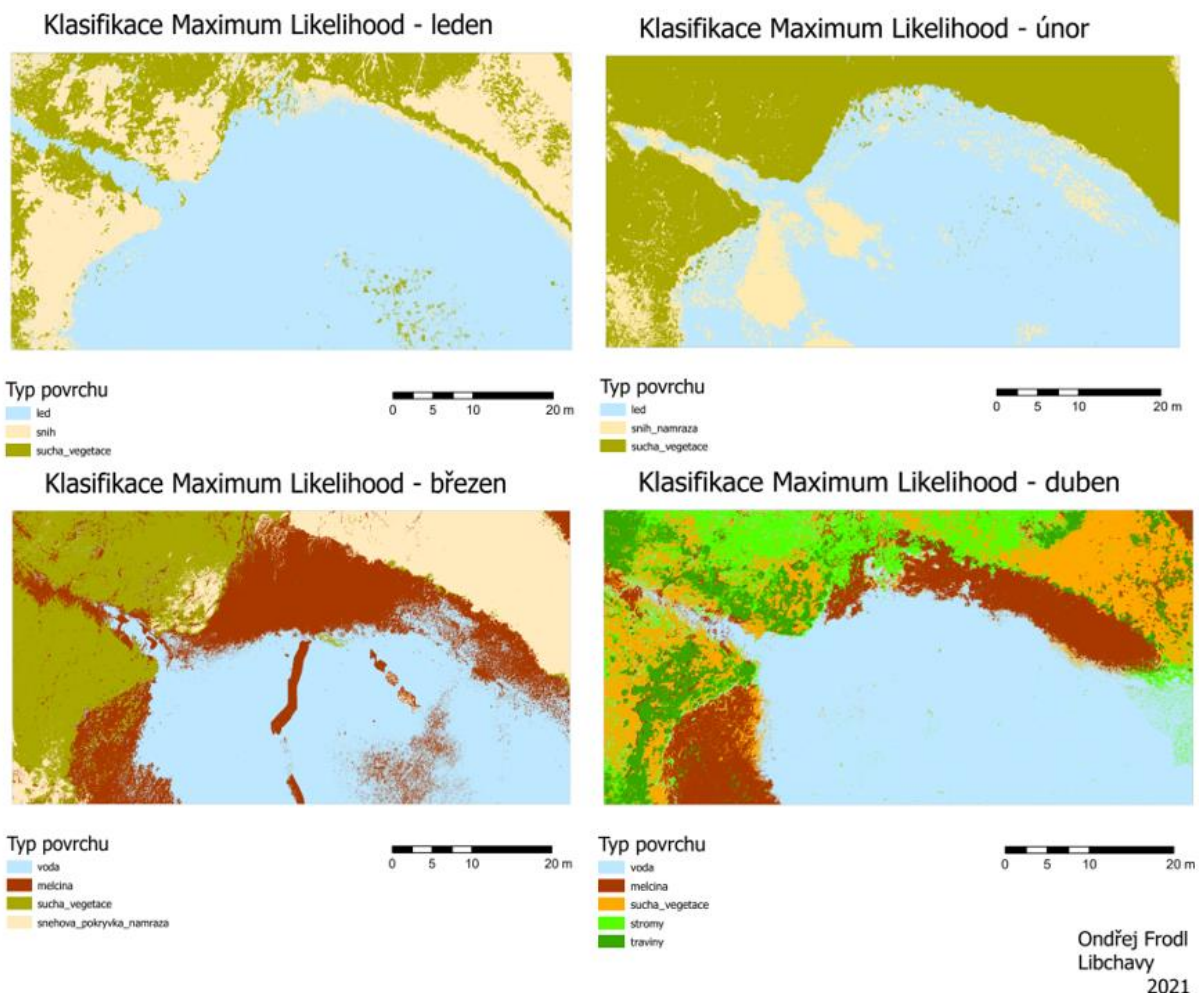 Klasifikace Maximum Likelihood - leden
Klasifikace Maximum Likelihood - únor
Typ povrchu
led
snih
sucha_vegetace
0 5 10 20 m
Typ povrchu
led
snih_namraza
sucha_vegetace
0 5 10 20 m
Klasifikace Maximum Likelihood - březen
Klasifikace Maximum Likelihood - duben
Typ povrchu
voda
melcina
sucha_vegetace
snehova_pokryvka_namraza
0 5 10 20 m
Typ povrchu
voda
melcina
sucha_vegetace
stromy
traviny
0 5 10 20 m
Ondřej Frodl
Libchavy
2021